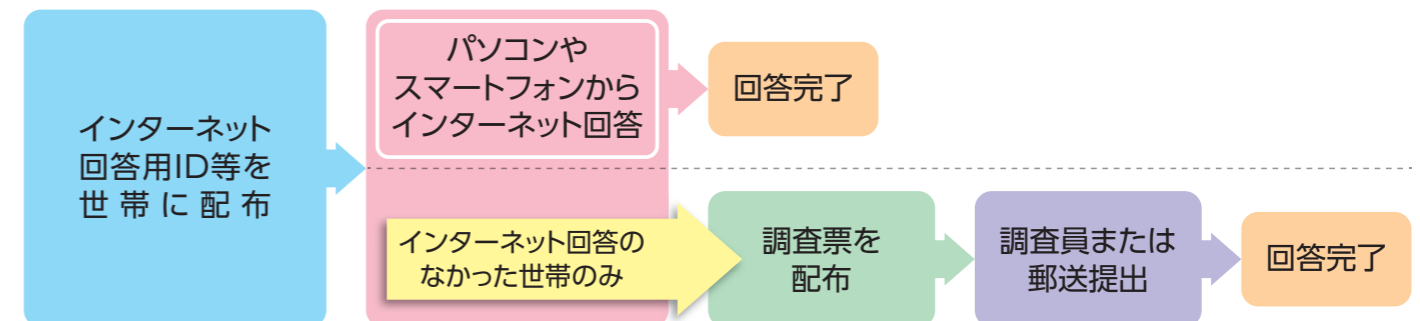 インターネット
回答用ID等を
世帯に配布
パソコンや
スマートフォンから
インターネット回答
回答完了
インターネット回答の
なかった世帯のみ
調査票を
配布
調査員または
郵送提出
回答完了